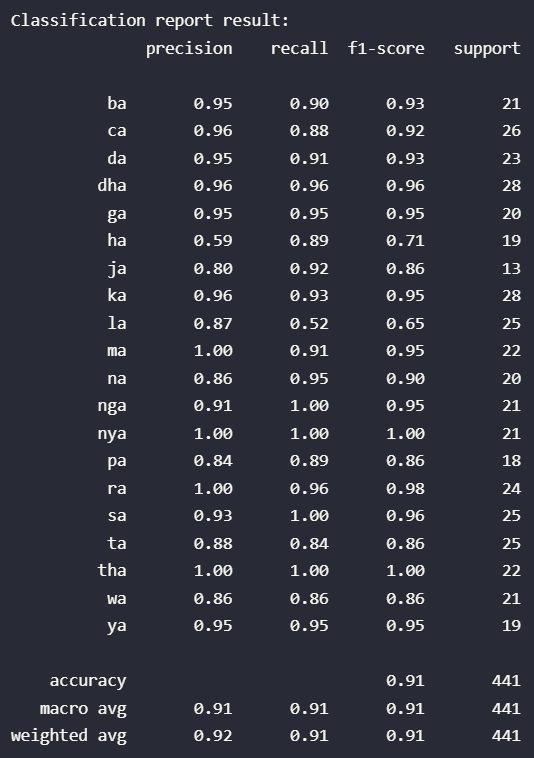 Classification report result:
precision recall f1-score support
ba 0.95 0.90 0.93 21
ca 0.96 0.88 0.92 26
da 0.95 0.91 0.93 23
dha 0.96 0.96 0.96 28
ga 0.95 0.95 0.95 20
ha 0.59 0.89 0.71 19
ja 0.80 0.92 0.86 13
ka 0.96 0.93 0.95 28
la 0.87 0.52 0.65 25
ma 1.00 0.91 0.95 22
na 0.86 0.95 0.90 20
nga 0.91 1.00 0.95 21
nya 1.00 1.00 1.00 21
pa 0.84 0.89 0.86 18
ra 1.00 0.96 0.98 24
sa 0.93 1.00 0.96 25
ta 0.88 0.84 0.86 25
tha 1.00 1.00 1.00 22
wa 0.86 0.86 0.86 21
ya 0.95 0.95 0.95 19
accuracy 0.91 441
macro avg 0.91 0.91 0.91 441
weighted avg 0.92 0.91 0.91 441